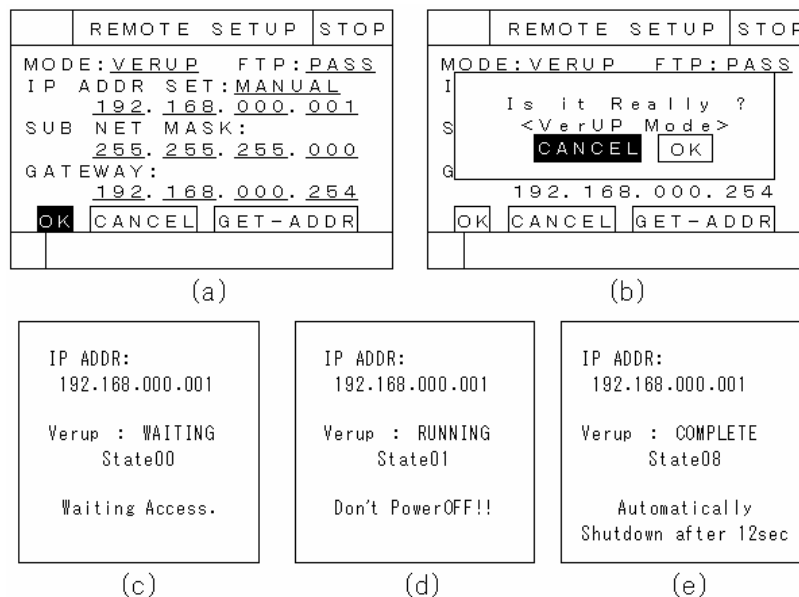 REMOTE SETUP STOP
MODE:VERUP FTP:PASS
IP ADDR SET:MANUAL
192.168.000.001
SUB NET MASK:
255.255.255.000
GATEWAY:
192.168.000.254
OK CANCEL GET-ADDR
(a)
REMOTE SETUP STOP
MODE:VERUP FTP:PASS
I
Is it Really ?
S
<VerUP Mode>
CANCEL OK
G
192.168.000.254
OK CANCEL GET-ADDR
(b)
IP ADDR:
192.168.000.001
Verup : WAITING
State00
Waiting Access.
(c)
IP ADDR:
192.168.000.001
Verup : RUNNING
State01
Don't PowerOFF!!
(d)
IP ADDR:
192.168.000.001
Verup : COMPLETE
State08
Automatically
Shutdown after 12sec
(e)